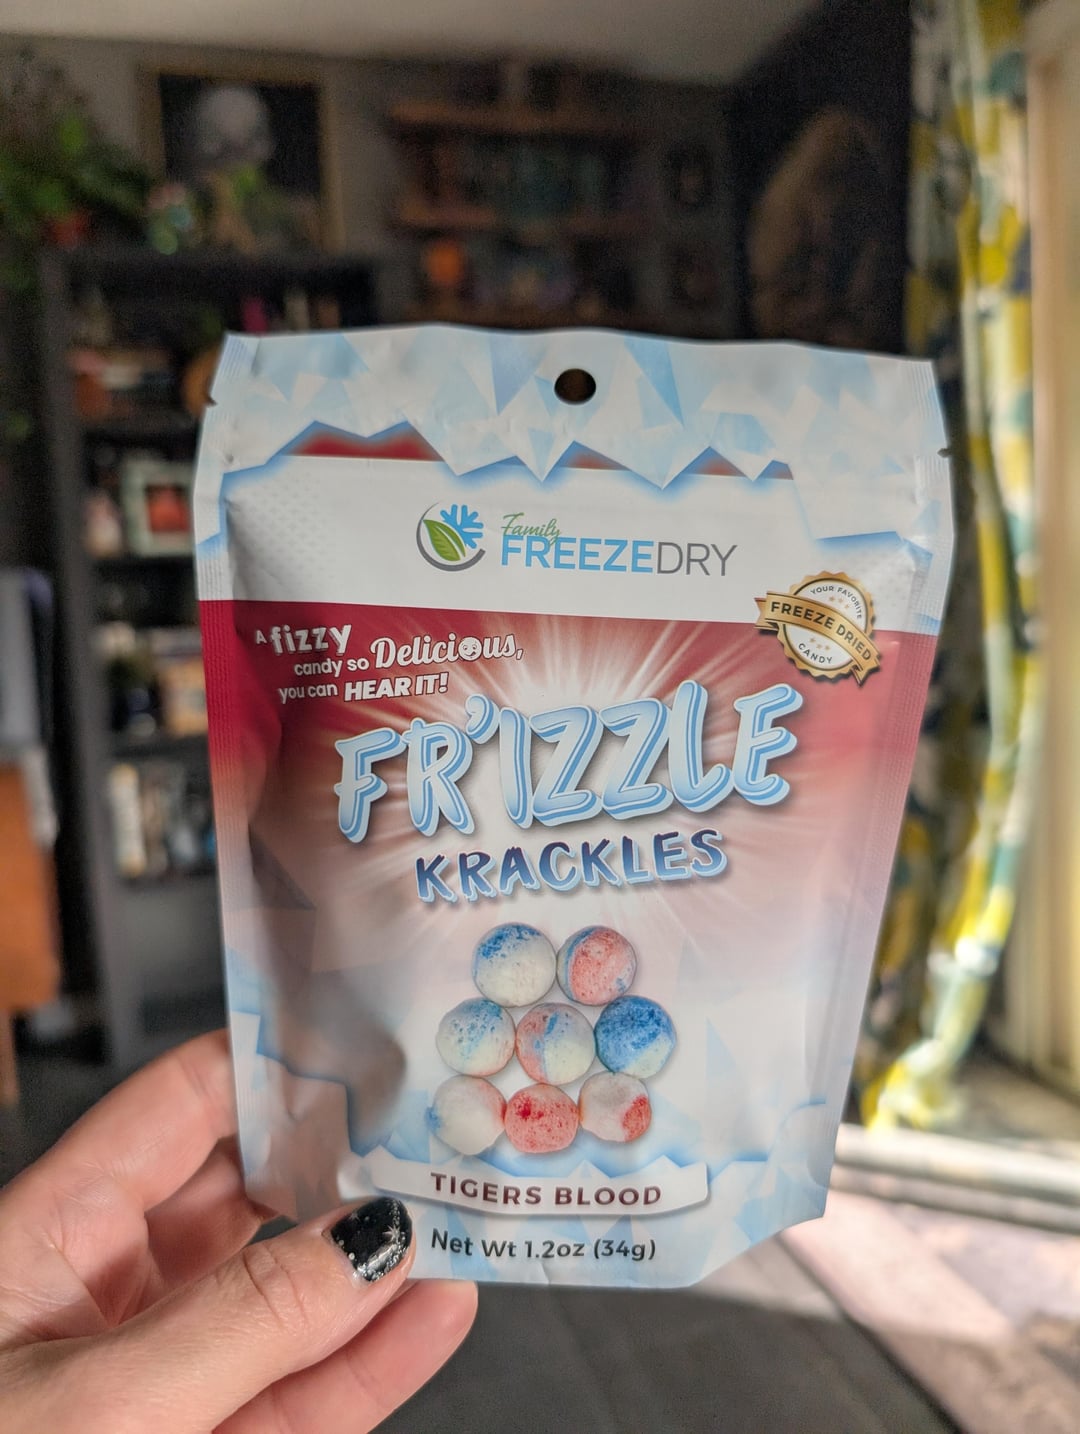 Family
FREEZEDRY
YOUR FAVORITE
FREEZE DRIED
CANDY
A fizzy
candy so Delicious,
you can HEAR IT!
FR'IZZLE
KRACKLES
TIGERS BLOOD
Net Wt 1.2oz (34g)